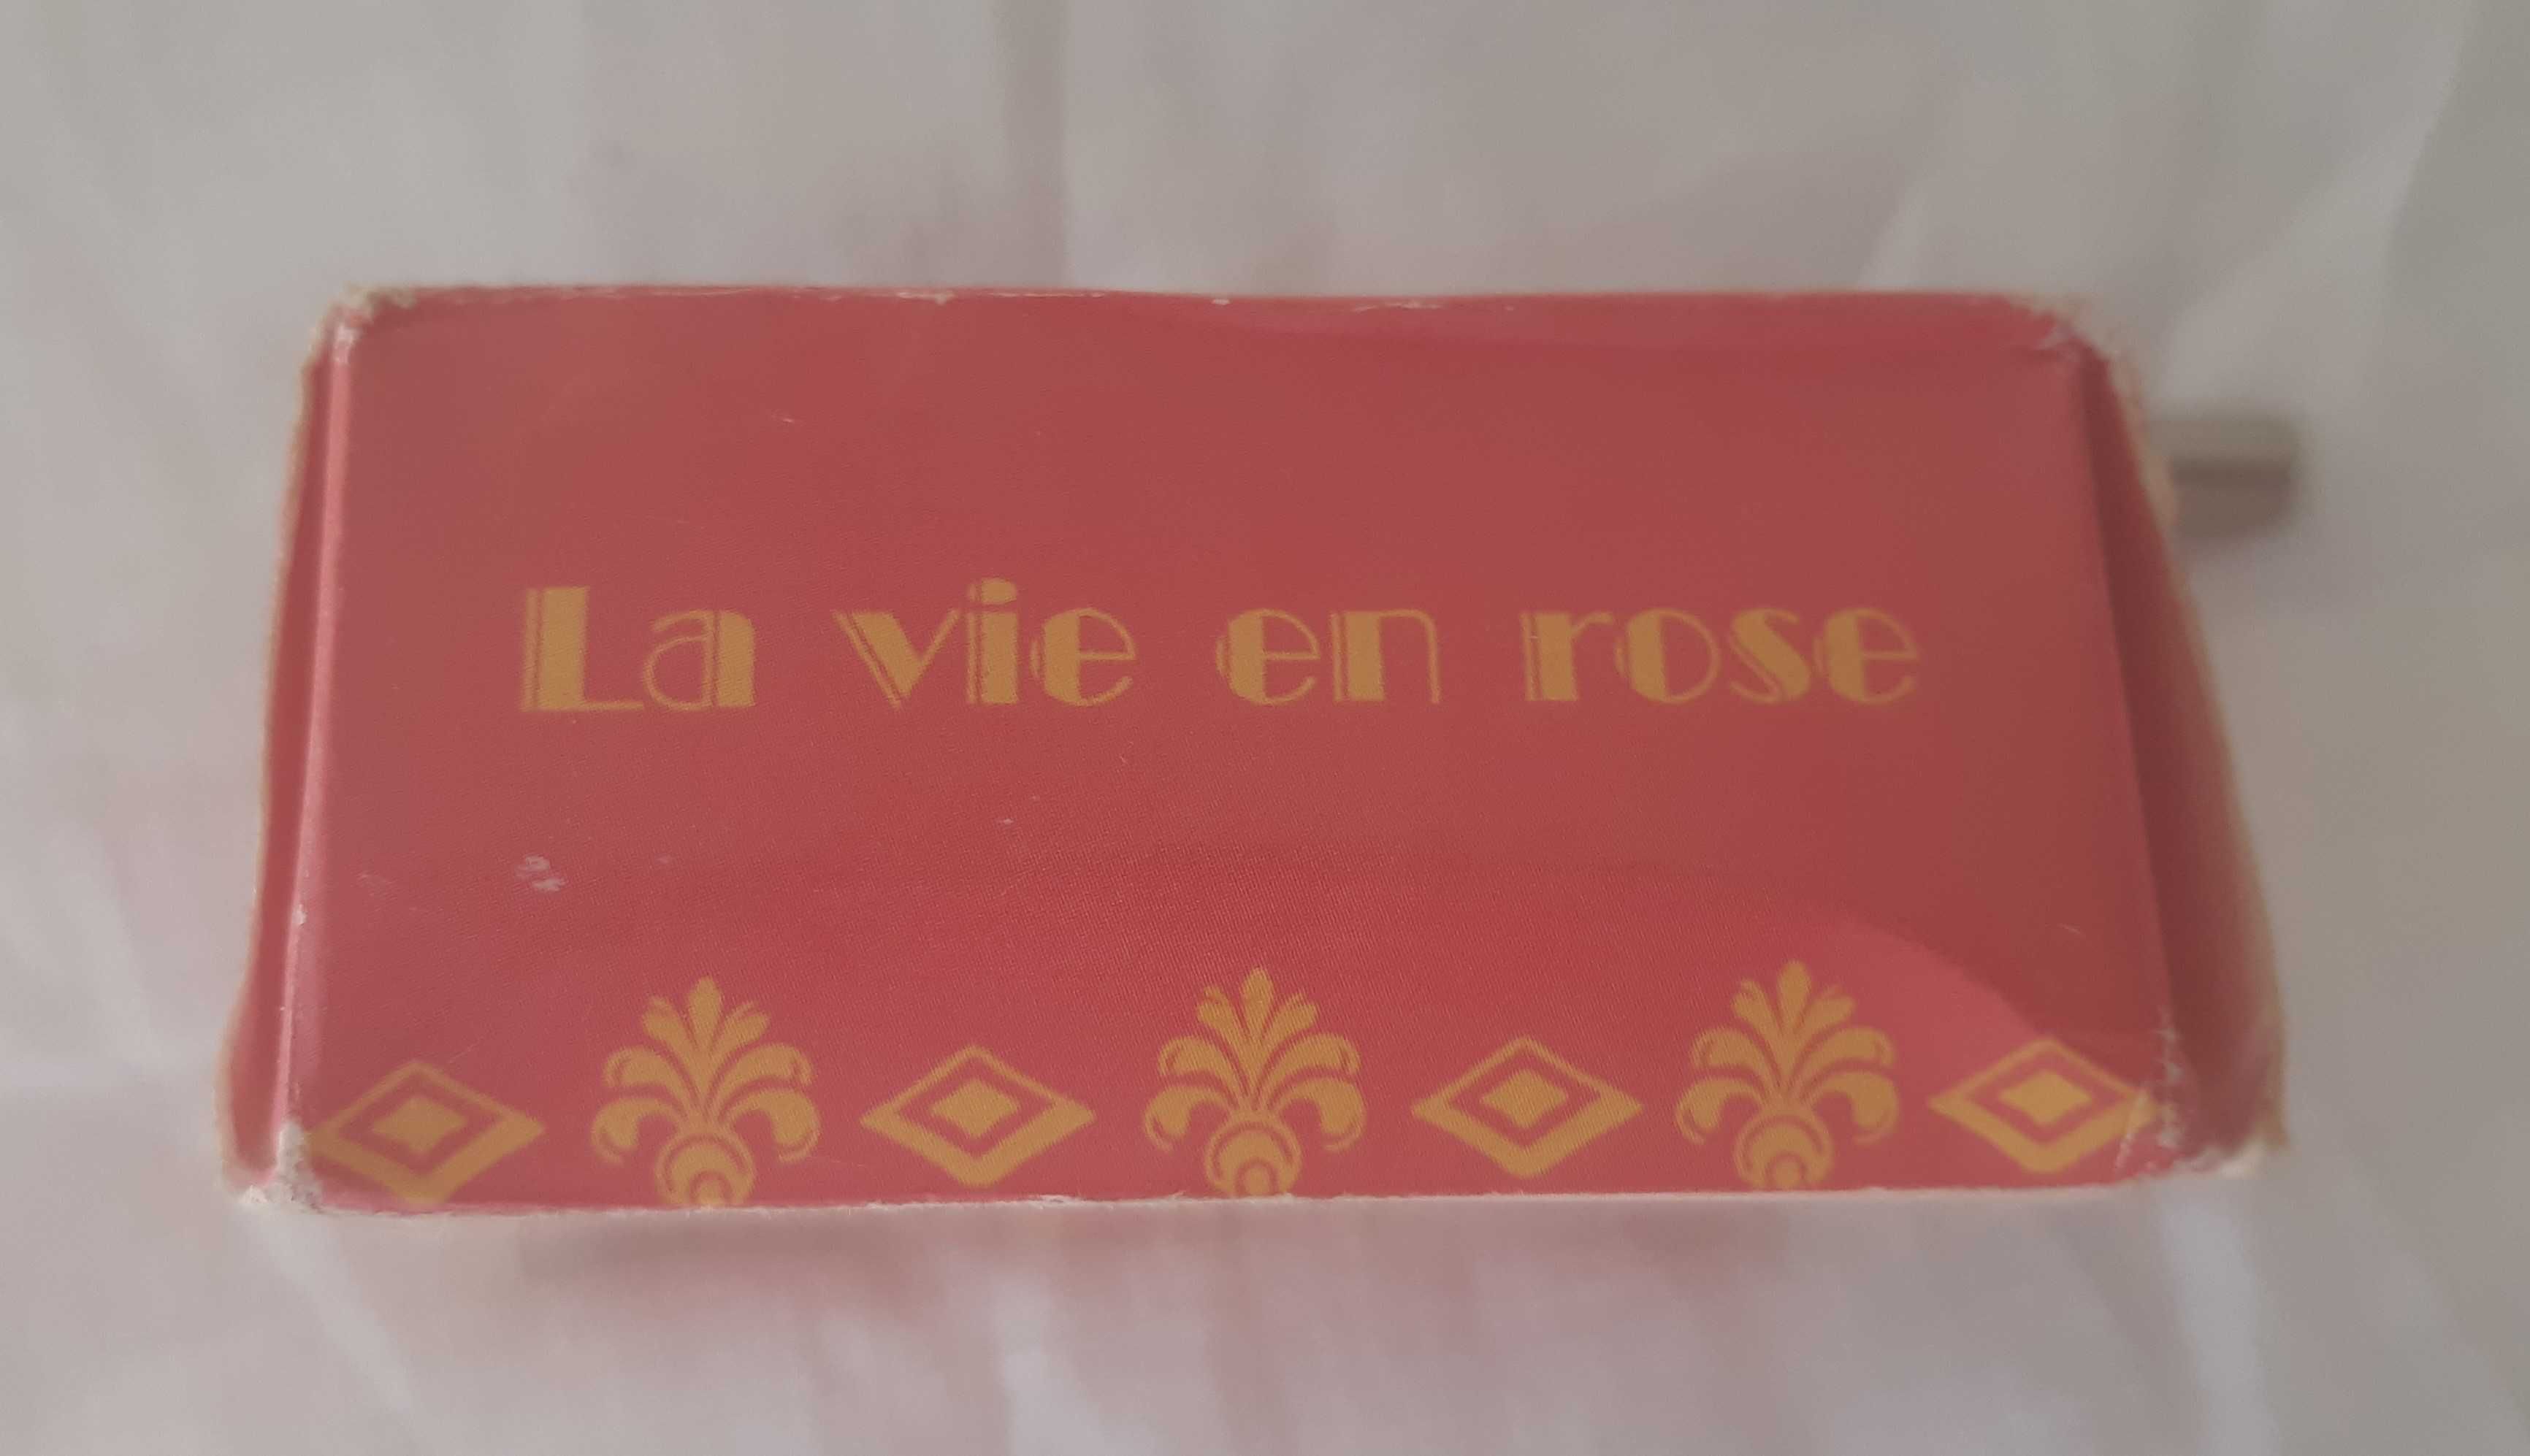 La vie en rose